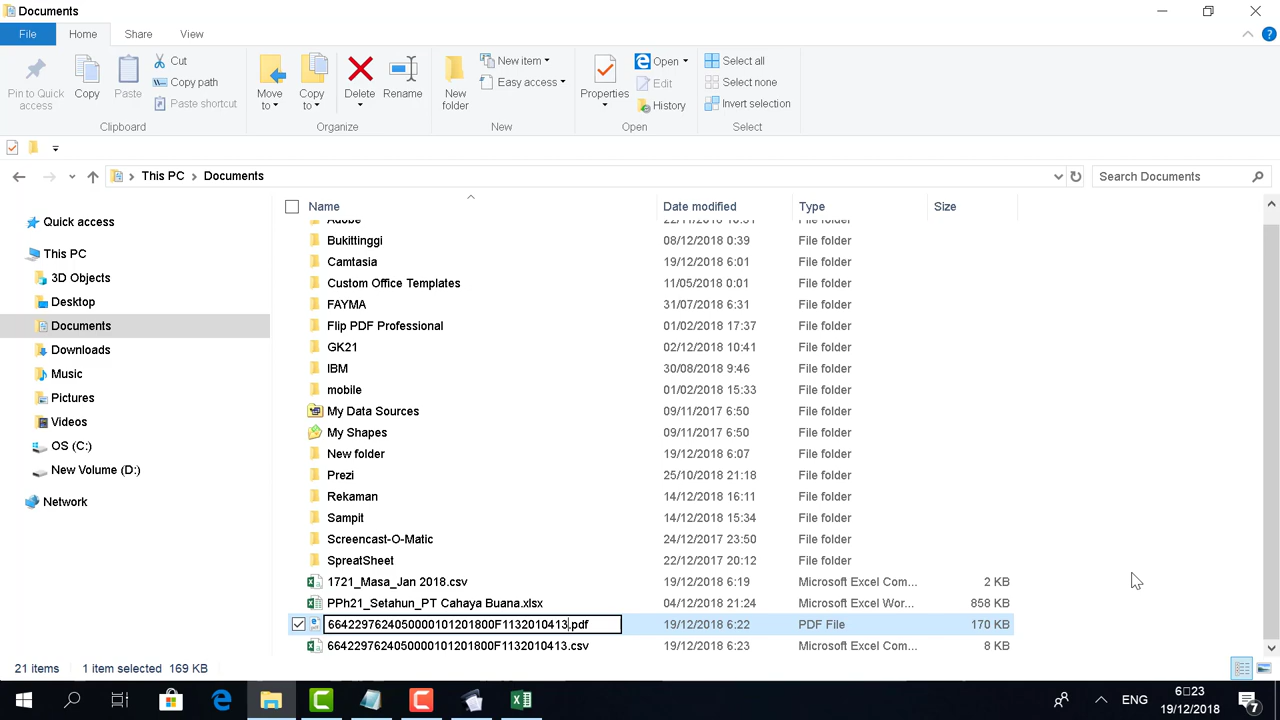 Documents
File Home Share View
Pin to Quick access
Copy
Paste
Cut
Copy path
Paste shortcut
Clipboard
Move to
Copy to
Delete
Rename
Organize
New folder
New item
Easy access
New
Properties
Open
Edit
History
Open
Select all
Select none
Invert selection
Select
This PC > Documents
Search Documents
Quick access
This PC
3D Objects
Desktop
Documents
Downloads
Music
Pictures
Videos
OS (C:)
New Volume (D:)
Network
Name Date modified Type Size
Adobe 22/11/2018 10:31 File folder
Bukittinggi 08/12/2018 0:39 File folder
Camtasia 19/12/2018 6:01 File folder
Custom Office Templates 11/05/2018 0:01 File folder
FAYMA 31/07/2018 6:31 File folder
Flip PDF Professional 01/02/2018 17:37 File folder
GK21 02/12/2018 10:41 File folder
IBM 30/08/2018 9:46 File folder
mobile 01/02/2018 15:33 File folder
My Data Sources 09/11/2017 6:50 File folder
My Shapes 09/11/2017 6:50 File folder
New folder 19/12/2018 6:07 File folder
Prezi 25/10/2018 21:18 File folder
Rekaman 14/12/2018 16:11 File folder
Sampit 14/12/2018 15:34 File folder
Screencast-O-Matic 24/12/2017 23:50 File folder
SpreatSheet 22/12/2017 20:12 File folder
1721_Masa_Jan 2018.csv 19/12/2018 6:19 Microsoft Excel Com... 2 KB
PPh21_Setahun_PT Cahaya Buana.xlsx 04/12/2018 21:24 Microsoft Excel Wor... 858 KB
6642297624050000101201800F1132010413.pdf 19/12/2018 6:22 PDF File 170 KB
6642297624050000101201800F1132010413.csv 19/12/2018 6:23 Microsoft Excel Com... 8 KB
21 items 1 item selected 169 KB
ENG
6:23
19/12/2018
7